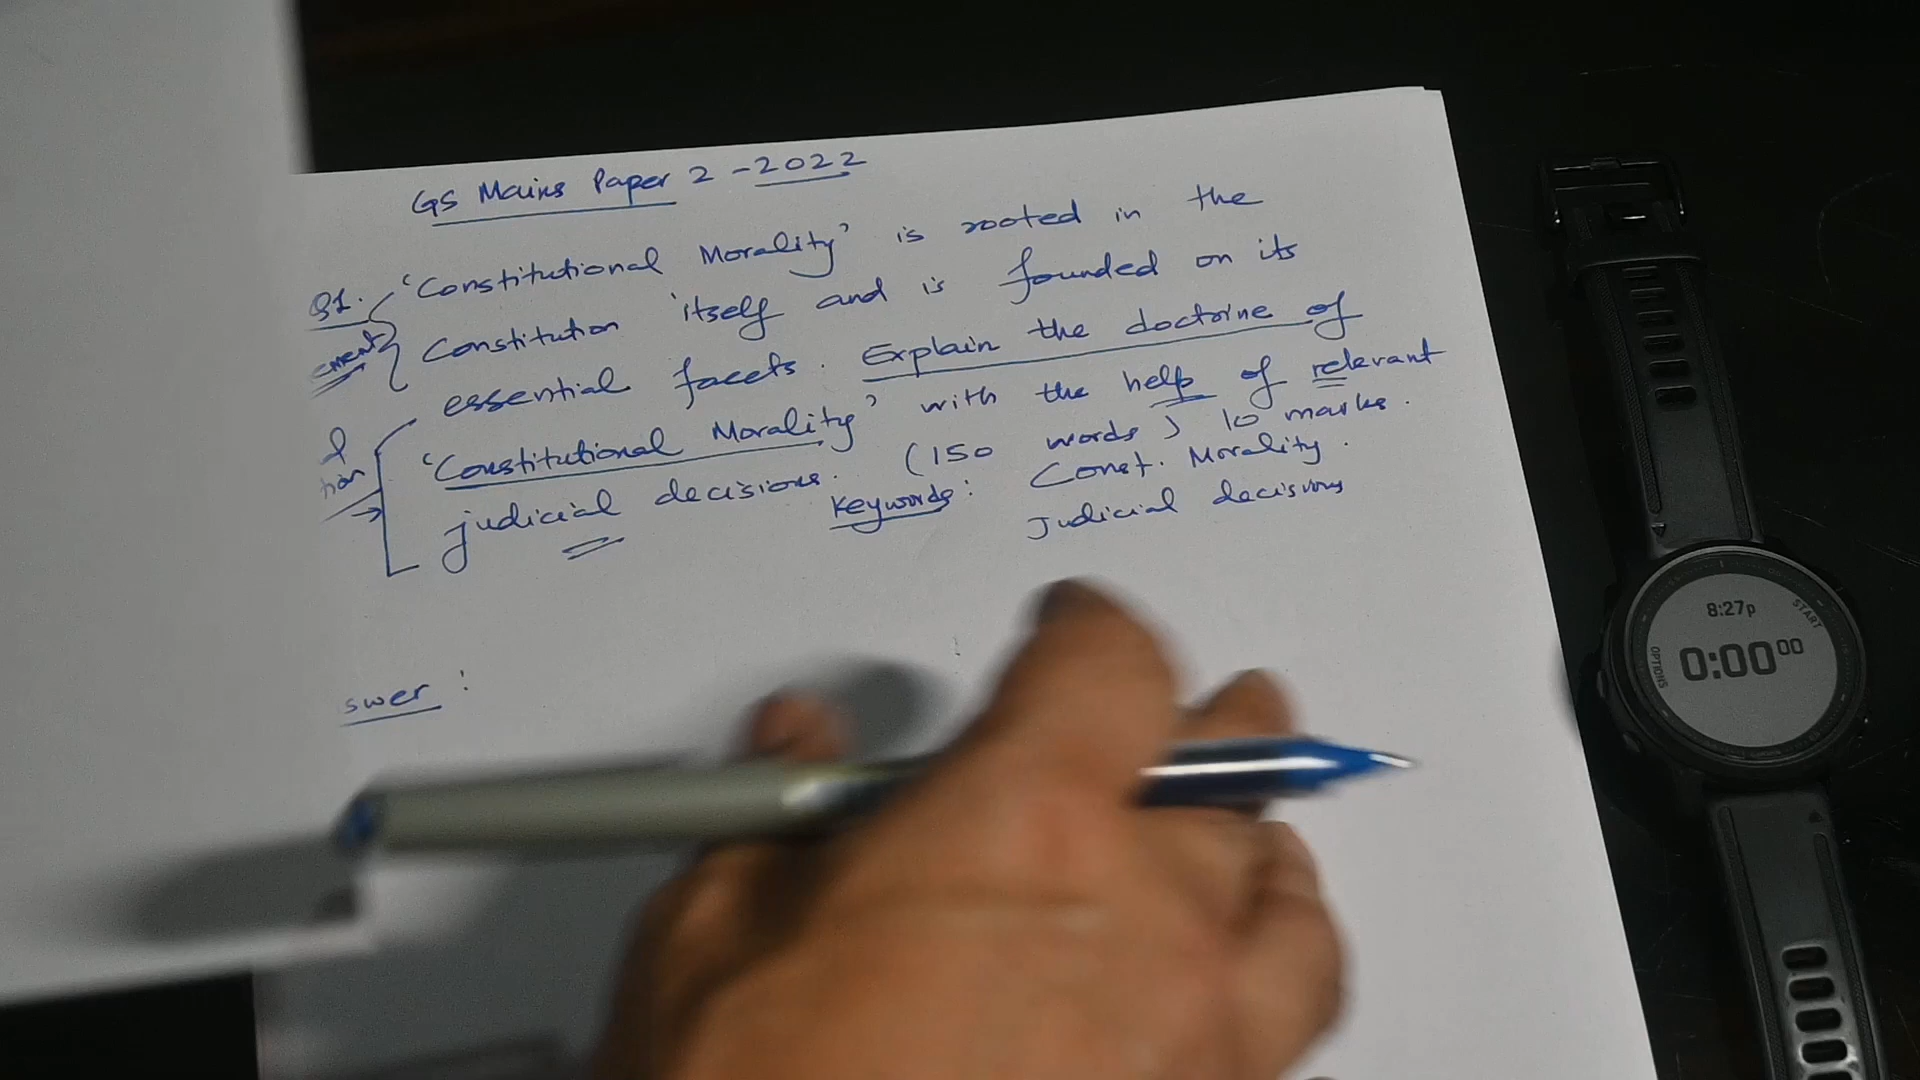 GS Mains Paper 2 - 2022
Q1. 'Constitutional Morality' is rooted in the
Constitution itself and is founded on its
essential facets. Explain the doctrine of
'Constitutional Morality' with the help of relevant
judicial decisions. (150 words) 10 marks.
Keywords: Const. Morality.
Judicial decisions
swer :
8:27p
START
0:00 00
OPTIONS